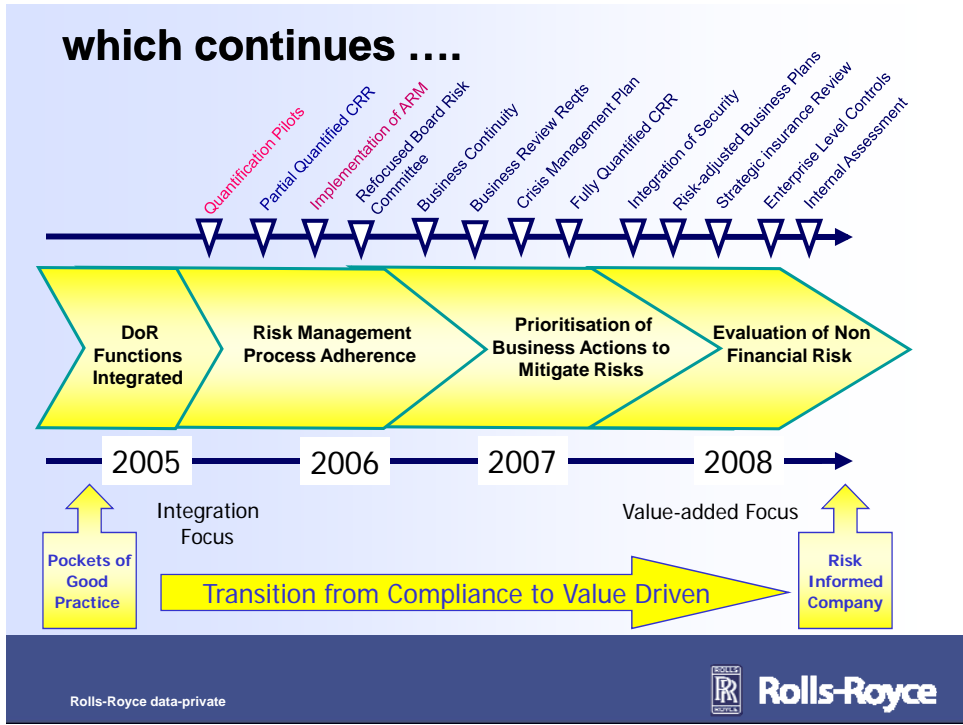 which continues ....
Quantification Pilots
Partial Quantified CRR
Implementation of ARM
Refocused Board Risk
Committee
Business Continuity
Business Review Reqts
Crisis Management Plan
Fully Quantified CRR
Integration of Security
Risk-adjusted Business Plans
Strategic insurance Review
Enterprise Level Controls
Internal Assessment
DoR
Functions
Integrated
Risk Management
Process Adherence
Prioritisation of
Business Actions to
Mitigate Risks
Evaluation of Non
Financial Risk
2005
2006
2007
2008
Integration
Focus
Value-added Focus
Pockets of
Good
Practice
Transition from Compliance to Value Driven
Risk
Informed
Company
Rolls-Royce data-private
ROLLS
RR
ROYCE
Rolls-Royce